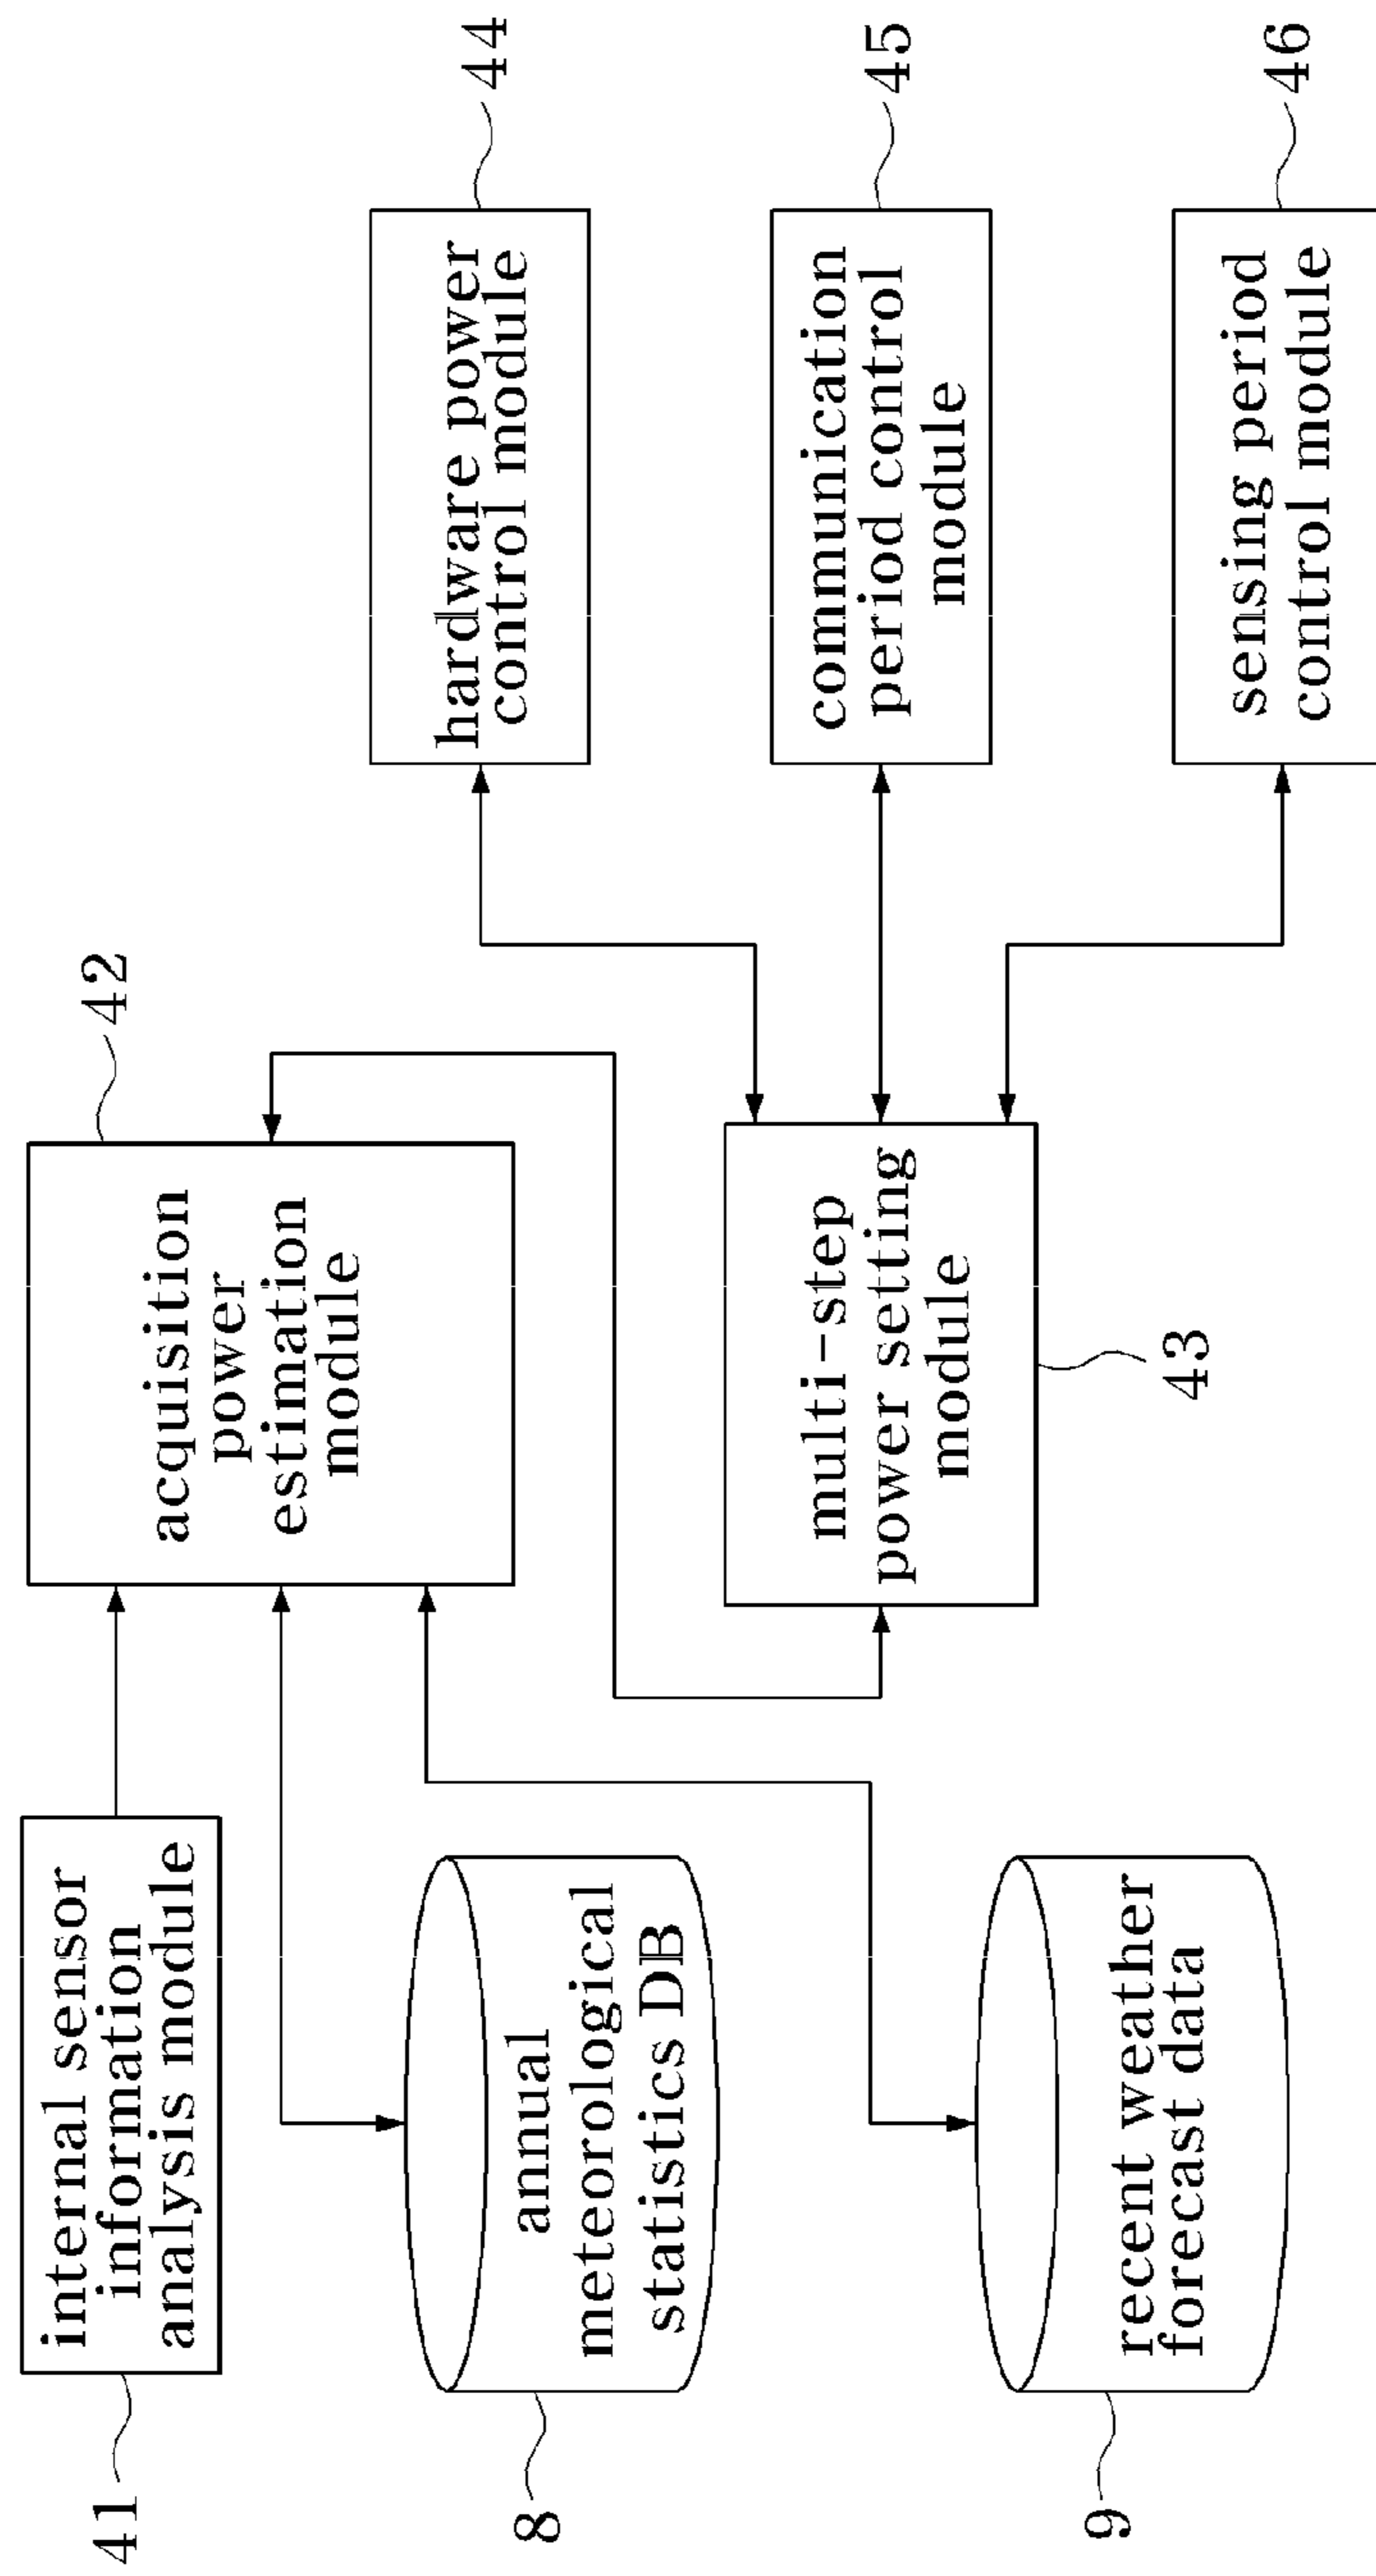 41
internal sensor
information
analysis module
8
annual
meteorological
statistics DB
9
recent weather
forecast data
42
acquisition
power
estimation
module
multi-step
power setting
module
43
hardware power
control module
44
communication
period control
module
45
sensing period
control module
46